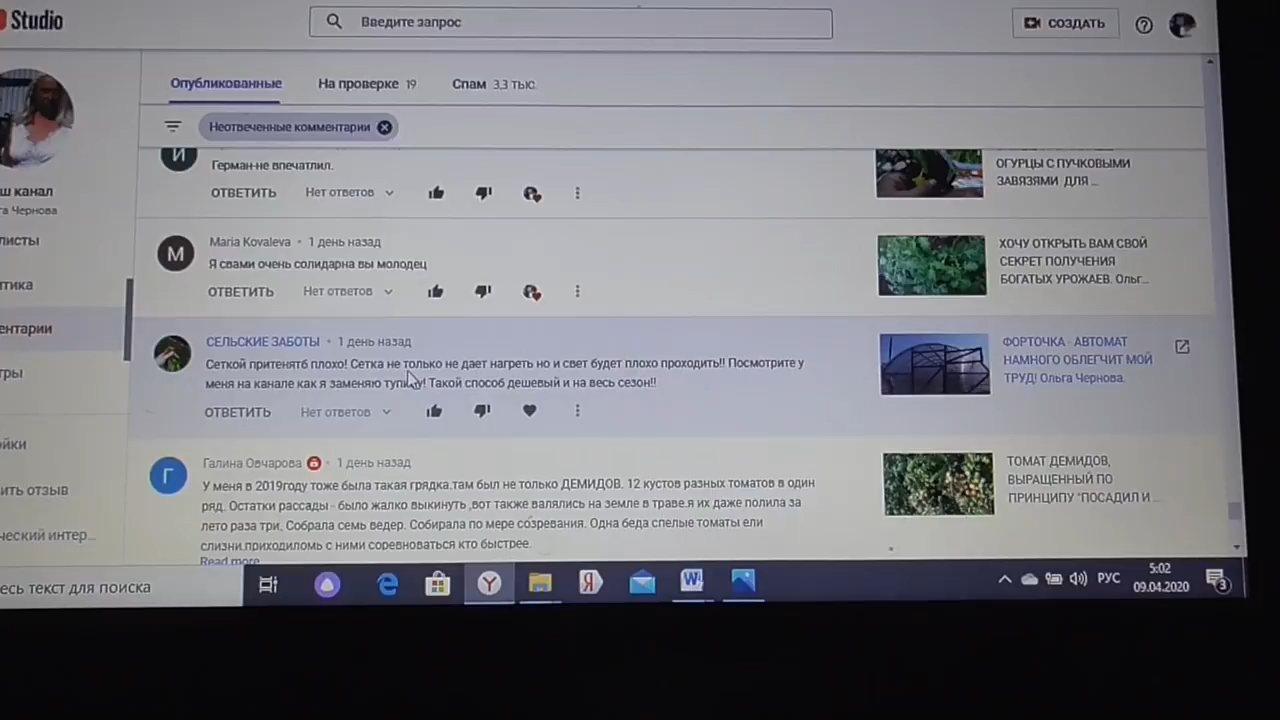 Studio
Введите запрос
СОЗДАТЬ
Опубликованные
На проверке 19
Спам 3,3 тыс.
Неотвеченные комментарии
И
Герман-не впечатлил.
ОТВЕТИТЬ Нет ответов
ОГУРЦЫ С ПУЧКОВЫМИ
ЗАВЯЗЯМИ ДЛЯ ...
ш канал
га Чернова
листы
тика
ентарии
тры
ойки
ить отзыв
ческий интер...
M
Maria Kovaleva • 1 день назад
Я свами очень солидарна вы молодец
ОТВЕТИТЬ Нет ответов
ХОЧУ ОТКРЫТЬ ВАМ СВОЙ
СЕКРЕТ ПОЛУЧЕНИЯ
БОГАТЫХ УРОЖАЕВ. Ольг...
СЕЛЬСКИЕ ЗАБОТЫ • 1 день назад
Сеткой притенятб плохо! Сетка не только не дает нагреть но и свет будет плохо проходить!! Посмотрите у
меня на канале как я заменяю Такой способ дешевый и на весь сезон!!
ОТВЕТИТЬ Нет ответов
ФОРТОЧКА - АВТОМАТ
НАМНОГО ОБЛЕГЧИТ МОЙ
ТРУД! Ольга Чернова.
Г
Галина Овчарова • 1 день назад
У меня в 2019году тоже была такая грядка.там был не только ДЕМИДОВ. 12 кустов разных томатов в один
ряд. Остатки рассады - было жалко выкинуть ,вот также валялись на земле в траве.я их даже полила за
лето раза три. Собрала семь ведер. Собирала по мере созревания. Одна беда спелые томаты ели
слизни.приходиломь с ними соревноваться кто быстрее.
Read more
ТОМАТ ДЕМИДОВ,
ВЫРАЩЕННЫЙ ПО
ПРИНЦИПУ "ПОСАДИЛ И ...
есь текст для поиска
Y
Я
W
РУС
5:02
09.04.2020
3